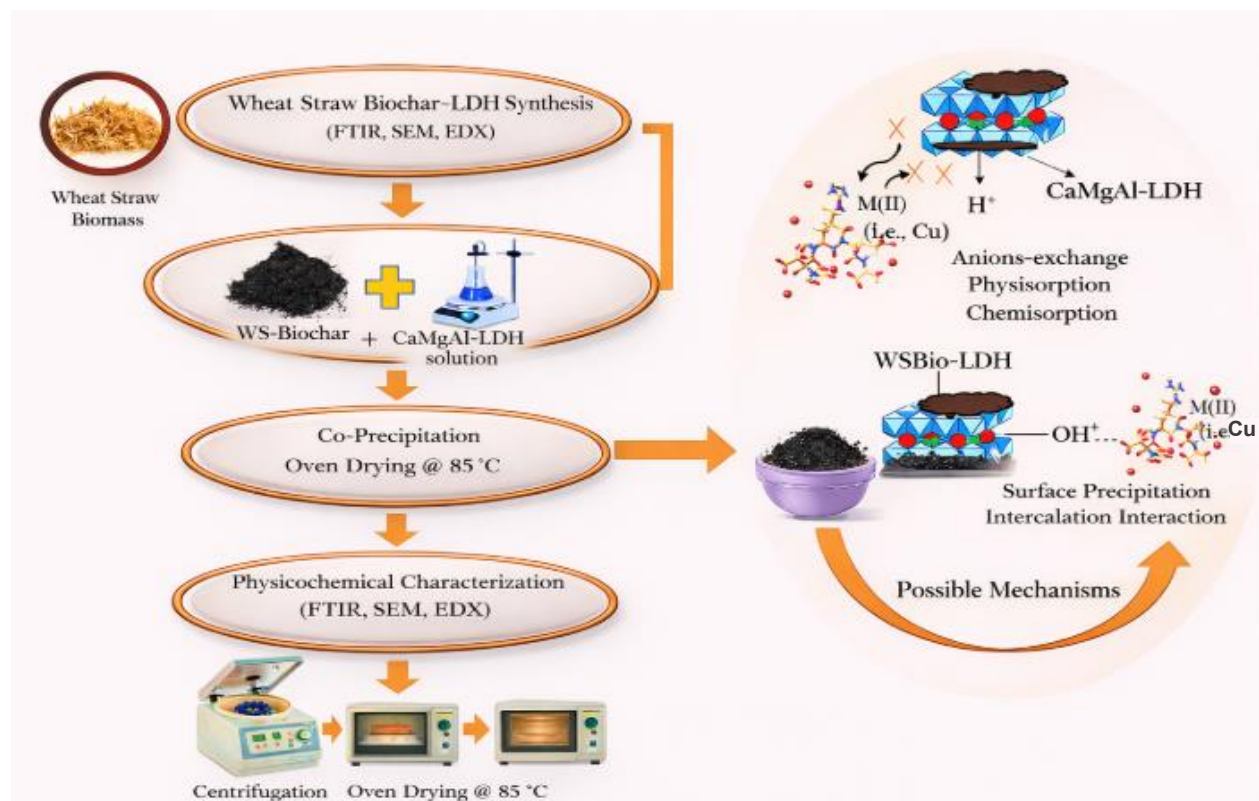 Wheat Straw Biochar-LDH Synthesis
(FTIR, SEM, EDX)
Wheat Straw
Biomass
WS-Biochar + CaMgAl-LDH
solution
Co-Precipitation
Oven Drying @ 85 °C
Physicochemical Characterization
(FTIR, SEM, EDX)
Centrifugation Oven Drying @ 85 °C
M(II)
(i.e., Cu)
H⁺
CaMgAl-LDH
Anions-exchange
Physisorption
Chemisorption
WSBio-LDH
OH⁺
M(II)
(i.e Cu
Surface Precipitation
Intercalation Interaction
Possible Mechanisms